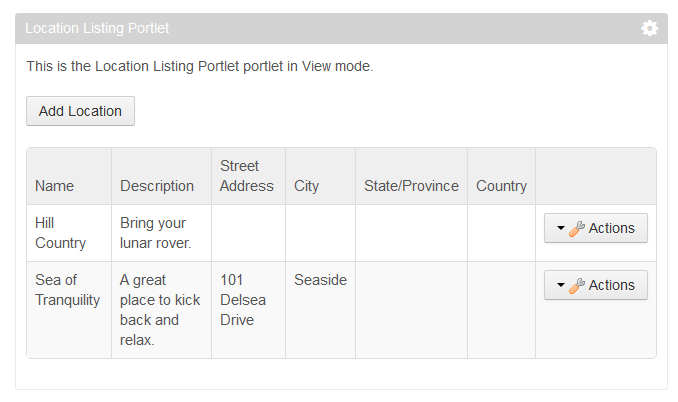 Location Listing Portlet
This is the Location Listing Portlet portlet in View mode.
Add Location
Name
Description
Street
Address
City
State/Province
Country
Hill
Country
Bring your
lunar rover.
Actions
Sea of
Tranquility
A great
place to kick
back and
relax.
101
Delsea
Drive
Seaside
Actions